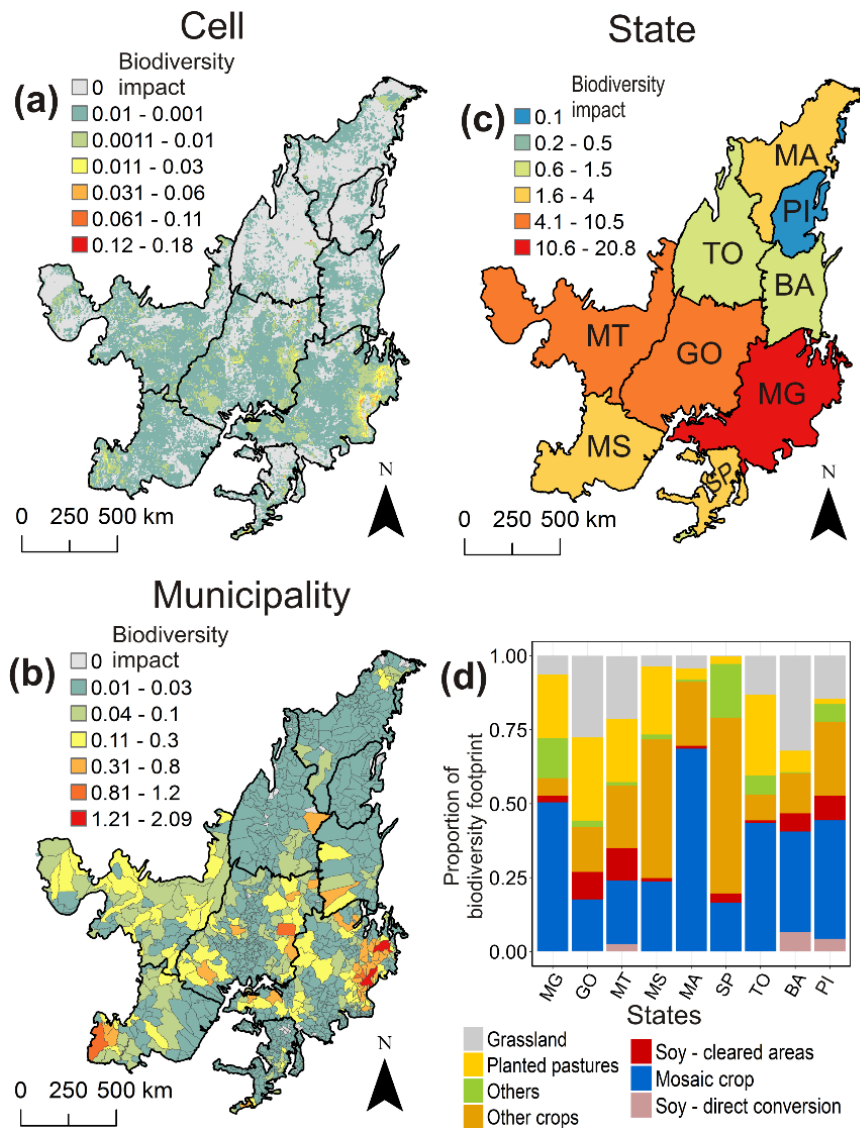 Cell
Biodiversity
impact
(a)
0
0.01 - 0.001
0.0011 - 0.01
0.011 - 0.03
0.031 - 0.06
0.061 - 0.11
0.12 - 0.18
N
0 250 500 km
State
Biodiversity
impact
(c)
0.1
0.2 - 0.5
0.6 - 1.5
1.6 - 4
4.1 - 10.5
10.6 - 20.8
MA
PI
TO
BA
MT
GO
MG
MS
SP
N
0 250 500 km
Municipality
Biodiversity
impact
(b)
0
0.01 - 0.03
0.04 - 0.1
0.11 - 0.3
0.31 - 0.8
0.81 - 1.2
1.21 - 2.09
N
0 250 500 km
(d)
Proportion of
biodiversity footprint
1.00
0.75
0.50
0.25
0.00
MG GO MT MS MA SP TO BA PI
States
Grassland
Planted pastures
Others
Other crops
Soy - cleared areas
Mosaic crop
Soy - direct conversion